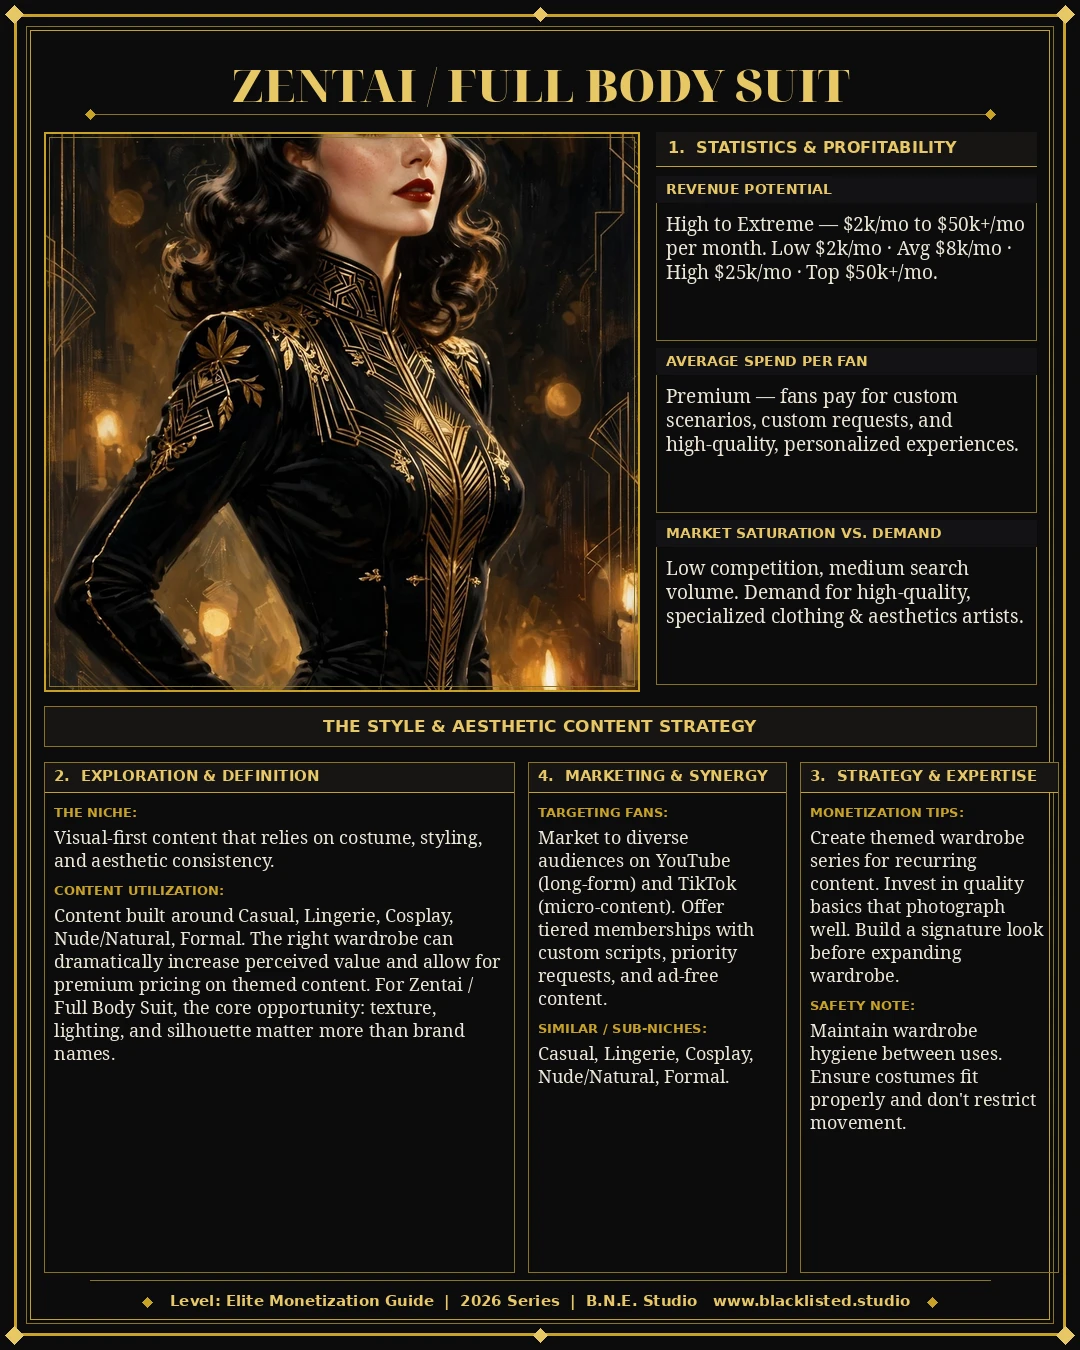 ZENTAI / FULL BODY SUIT
1. STATISTICS & PROFITABILITY
REVENUE POTENTIAL
High to Extreme — $2k/mo to $50k+/mo
per month. Low $2k/mo · Avg $8k/mo ·
High $25k/mo · Top $50k+/mo.
AVERAGE SPEND PER FAN
Premium — fans pay for custom
scenarios, custom requests, and
high-quality, personalized experiences.
MARKET SATURATION VS. DEMAND
Low competition, medium search
volume. Demand for high-quality,
specialized clothing & aesthetics artists.
THE STYLE & AESTHETIC CONTENT STRATEGY
2. EXPLORATION & DEFINITION
THE NICHE:
Visual-first content that relies on costume, styling,
and aesthetic consistency.
CONTENT UTILIZATION:
Content built around Casual, Lingerie, Cosplay,
Nude/Natural, Formal. The right wardrobe can
dramatically increase perceived value and allow for
premium pricing on themed content. For Zentai /
Full Body Suit, the core opportunity: texture,
lighting, and silhouette matter more than brand
names.
4. MARKETING & SYNERGY
TARGETING FANS:
Market to diverse
audiences on YouTube
(long-form) and TikTok
(micro-content). Offer
tiered memberships with
custom scripts, priority
requests, and ad-free
content.
SIMILAR / SUB-NICHES:
Casual, Lingerie, Cosplay,
Nude/Natural, Formal.
3. STRATEGY & EXPERTISE
MONETIZATION TIPS:
Create themed wardrobe
series for recurring
content. Invest in quality
basics that photograph
well. Build a signature look
before expanding
wardrobe.
SAFETY NOTE:
Maintain wardrobe
hygiene between uses.
Ensure costumes fit
properly and don't restrict
movement.
Level: Elite Monetization Guide | 2026 Series | B.N.E. Studio www.blacklisted.studio